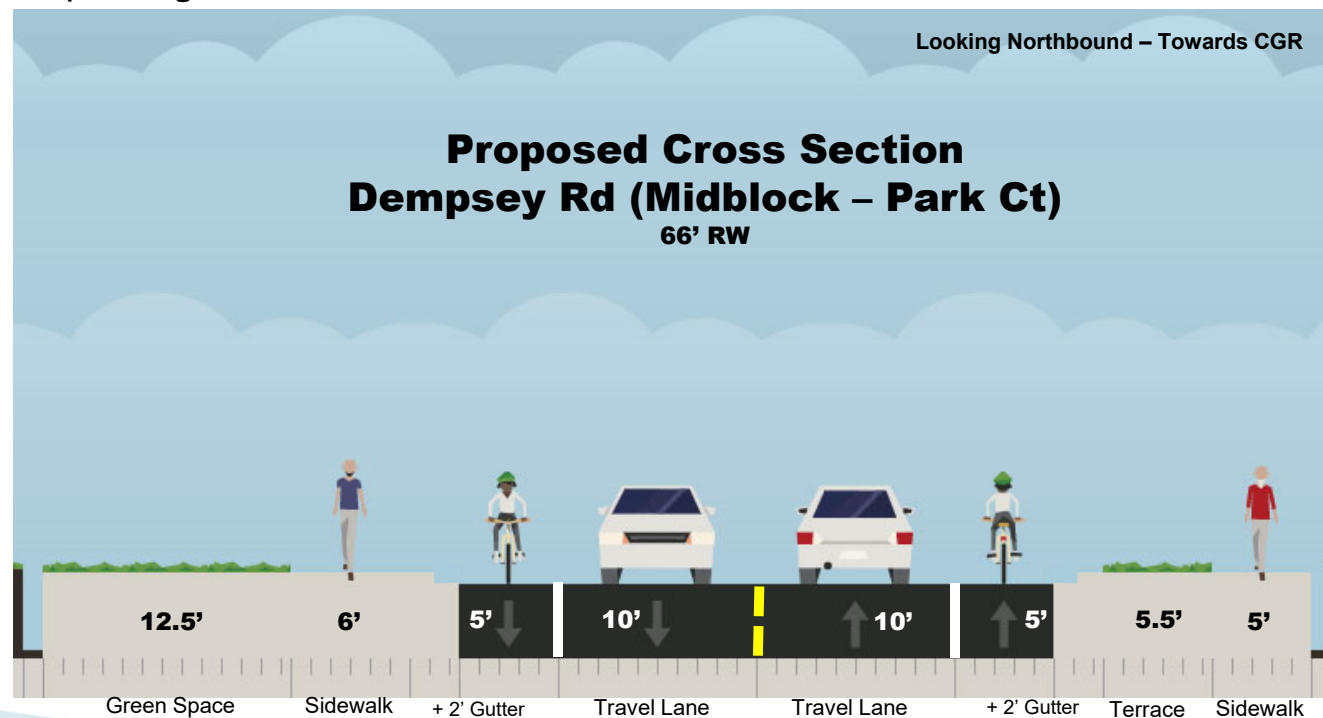 Looking Northbound – Towards CGR
Proposed Cross Section
Dempsey Rd (Midblock – Park Ct)
66’ RW
12.5’ 6’ 5’ 10’ 10’ 5’ 5.5’ 5’
Green Space Sidewalk + 2’ Gutter Travel Lane Travel Lane + 2’ Gutter Terrace Sidewalk